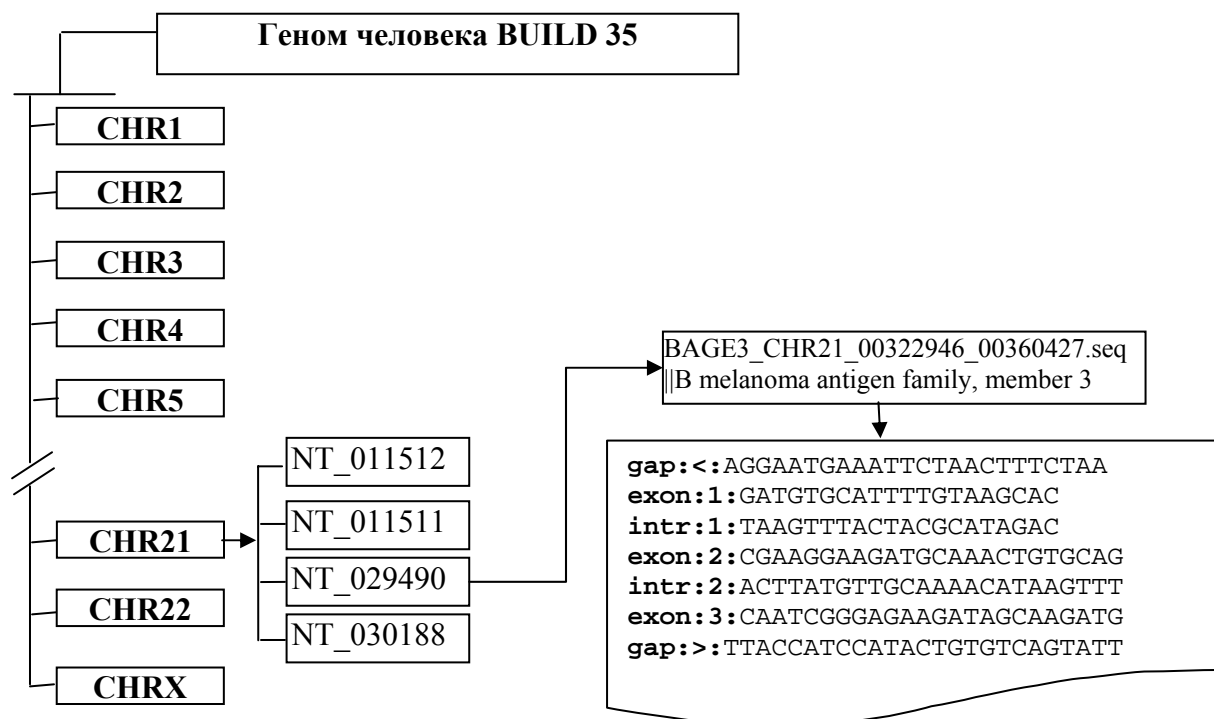 Геном человека BUILD 35
CHR1
CHR2
CHR3
CHR4
CHR5
CHR21
CHR22
CHRX
NT_011512
NT_011511
NT_029490
NT_030188
BAGE3_CHR21_00322946_00360427.seq
||B melanoma antigen family, member 3
gap:<:AGGAATGAAATTCTAACTTTCTAA
exon:1:GATGTGCATTTTGTAAGCAC
intr:1:TAAGTTTACTACGCATAGAC
exon:2:CGAAGGAAGATGCAAACTGTGCAG
intr:2:ACTTATGTTGCAAAACATAAGTTT
exon:3:CAATCGGGAGAAGATAGCAAGATG
gap:>:TTACCATCCATACTGTGTCAGTATT